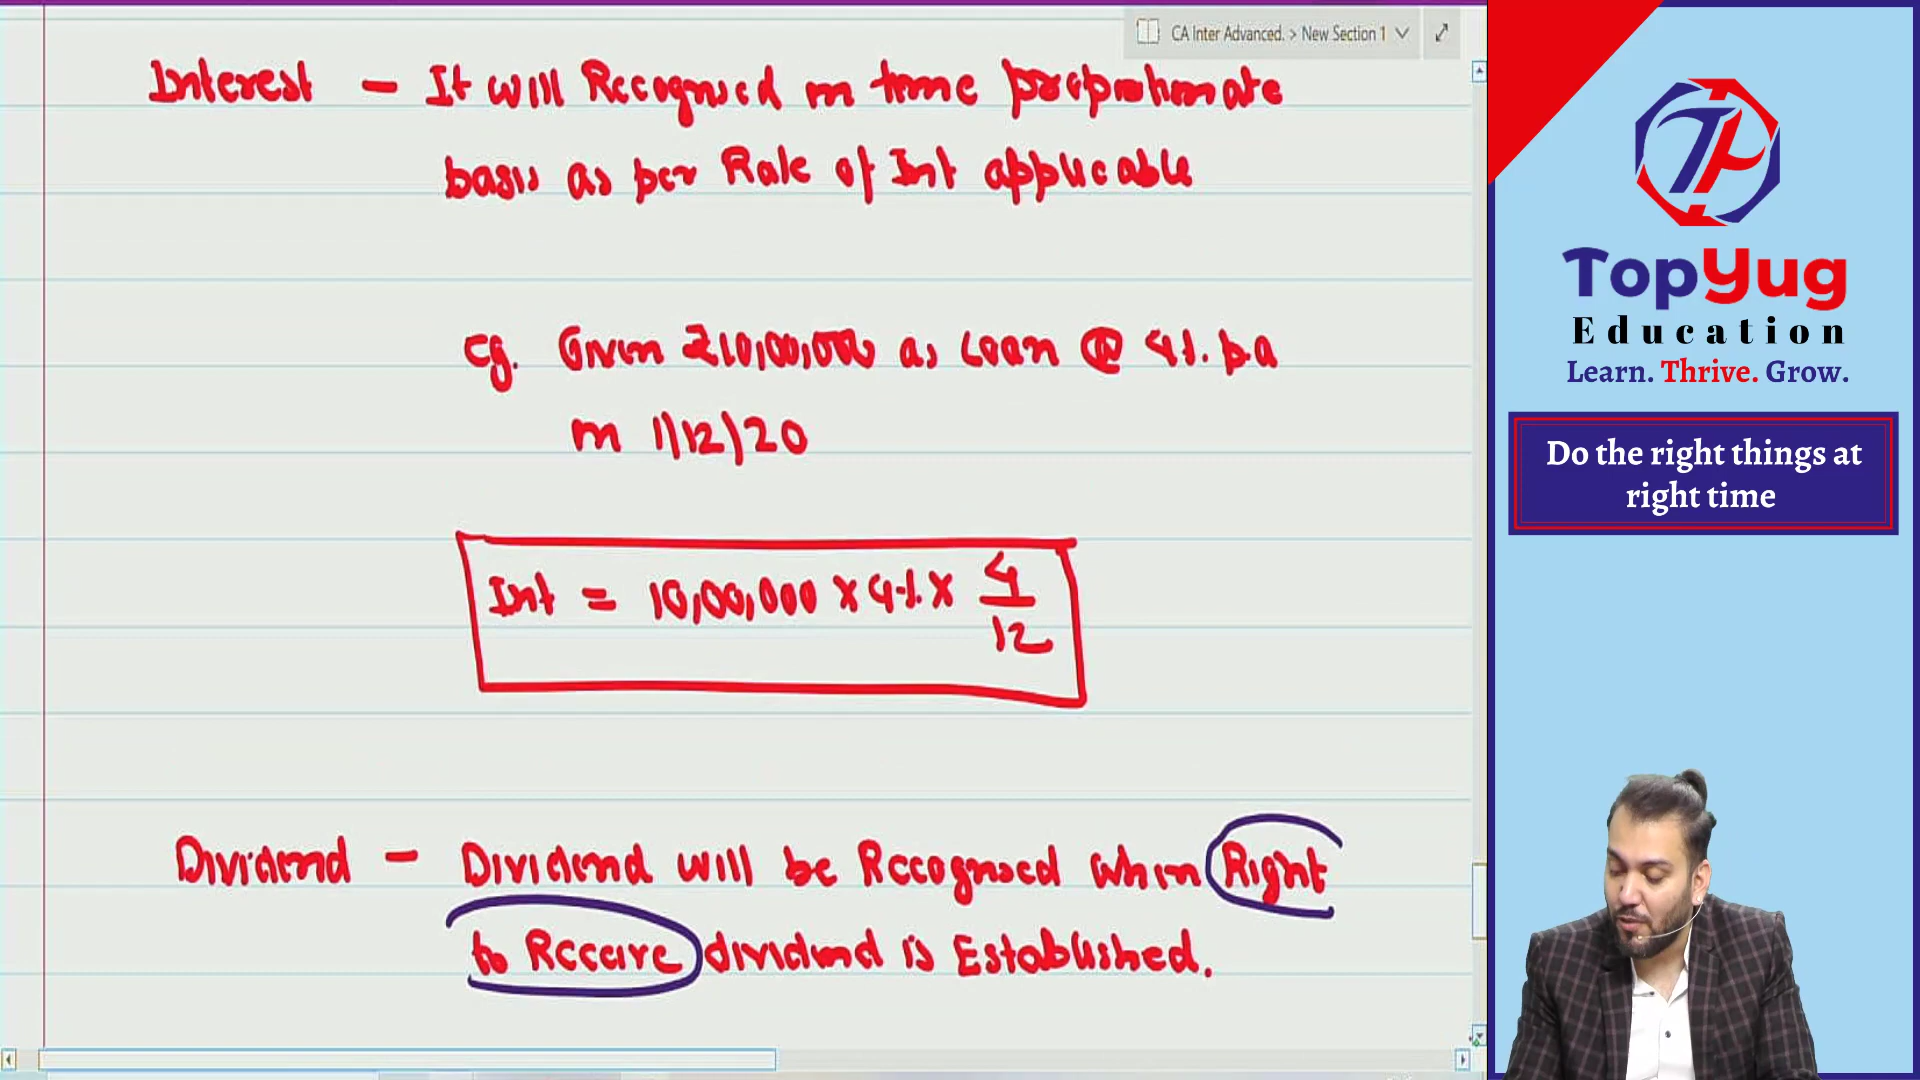 CA Inter Advanced. > New Section 1
Interest – It will Recognised on time proportionate
basis as per Rate of Int applicable
eg. Given ₹10,00,000 as Loan @ 4%. p.a
on 1/12/20
Int = 10,00,000 x 4% x 4/12
Dividend – Dividend will be Recognised when Right
to Receive dividend is Established.
TopYug
Education
Learn. Thrive. Grow.
Do the right things at
right time